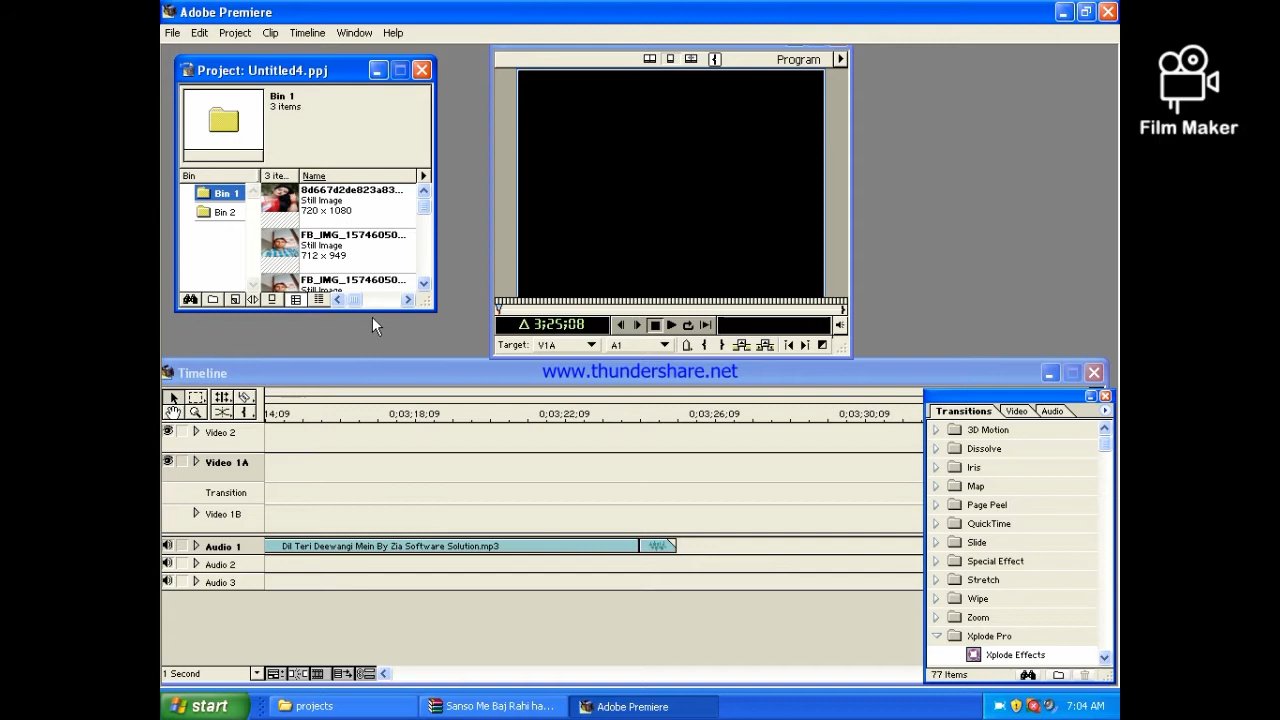 Adobe Premiere
File Edit Project Clip Timeline Window Help
Project: Untitled4.ppj
Bin 1
3 items
Bin 3 ite... Name
Bin 1
Bin 2
8d667d2de823a83...
Still Image
720 x 1080
FB_IMG_15746050...
Still Image
712 x 949
FB_IMG_15746050...
Still Image
Program
Δ 3;25;08
Target: V1A A1
Film Maker
www.thundershare.net
Timeline
14;09 0;03;18;09 0;03;22;09 0;03;26;09 0;03;30;09
Video 2
Video 1A
Transition
Video 1B
Audio 1 Dil Teri Deewangi Mein By Zia Software Solution.mp3
Audio 2
Audio 3
1 Second
Transitions Video Audio
3D Motion
Dissolve
Iris
Map
Page Peel
QuickTime
Slide
Special Effect
Stretch
Wipe
Zoom
Xplode Pro
Xplode Effects
77 Items
start projects Sanso Me Baj Rahi ha... Adobe Premiere 7:04 AM